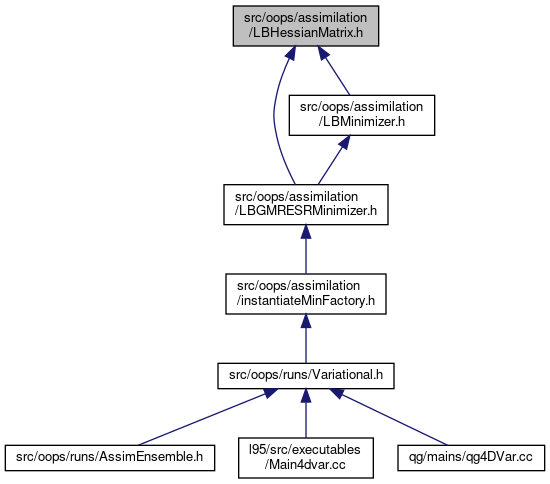 src/oops/assimilation
/LBHessianMatrix.h
src/oops/assimilation
/LBMinimizer.h
src/oops/assimilation
/LBGMRESRMinimizer.h
src/oops/assimilation
/instantiateMinFactory.h
src/oops/runs/Variational.h
src/oops/runs/AssimEnsemble.h
l95/src/executables
/Main4dvar.cc
qg/mains/qg4DVar.cc